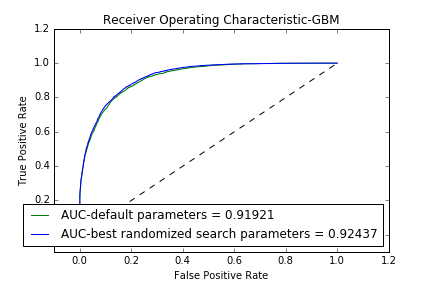 Receiver Operating Characteristic-GBM
1.2
1.0
0.8
0.6
0.4
0.2
True Positive Rate
AUC-default parameters = 0.91921
AUC-best randomized search parameters = 0.92437
0.0 0.2 0.4 0.6 0.8 1.0 1.2
False Positive Rate